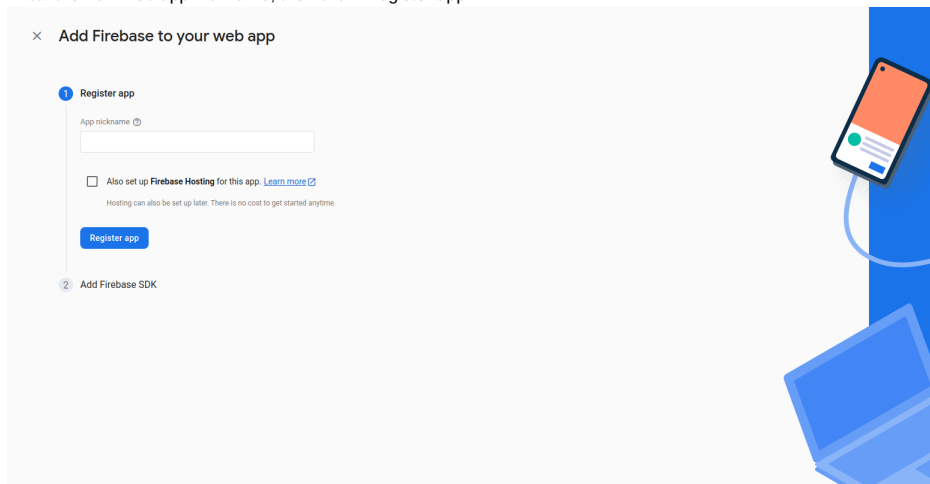 Add Firebase to your web app
1 Register app
App nickname
Also set up Firebase Hosting for this app. Learn more
Hosting can also be set up later. There is no cost to get started anytime.
Register app
2 Add Firebase SDK